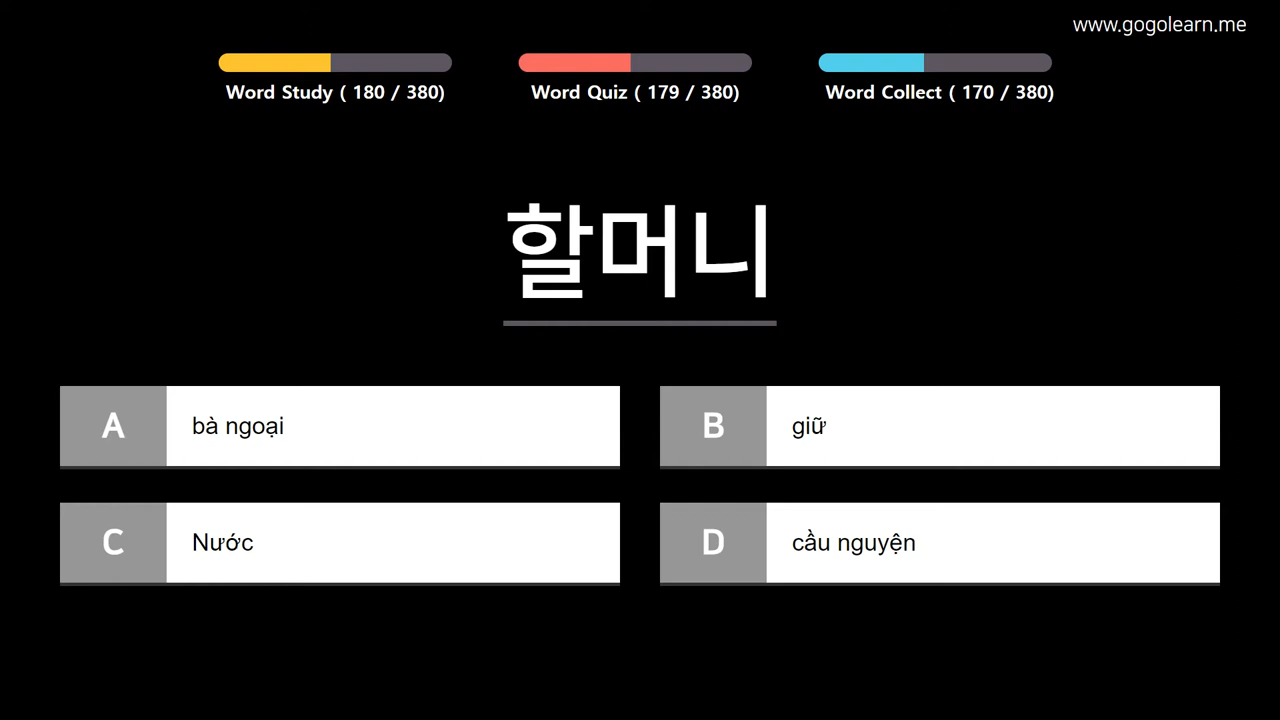 www.gogolearn.me
Word Study ( 180 / 380)
Word Quiz ( 179 / 380)
Word Collect ( 170 / 380)
할머니
A bà ngoại
B giữ
C Nước
D cầu nguyện